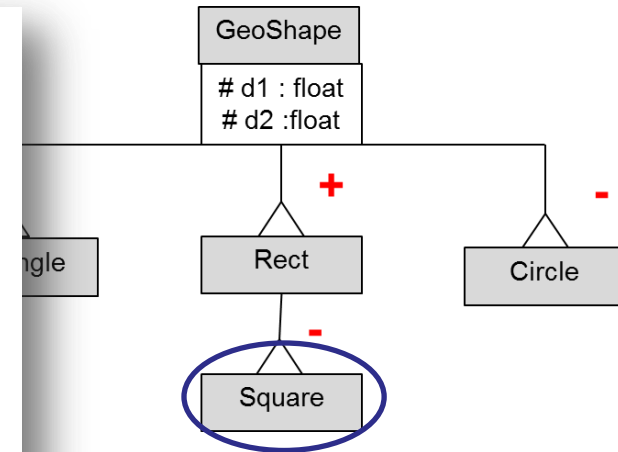 GeoShape
# d1 : float
# d2 :float
+
-
ngle
Rect
Circle
-
Square